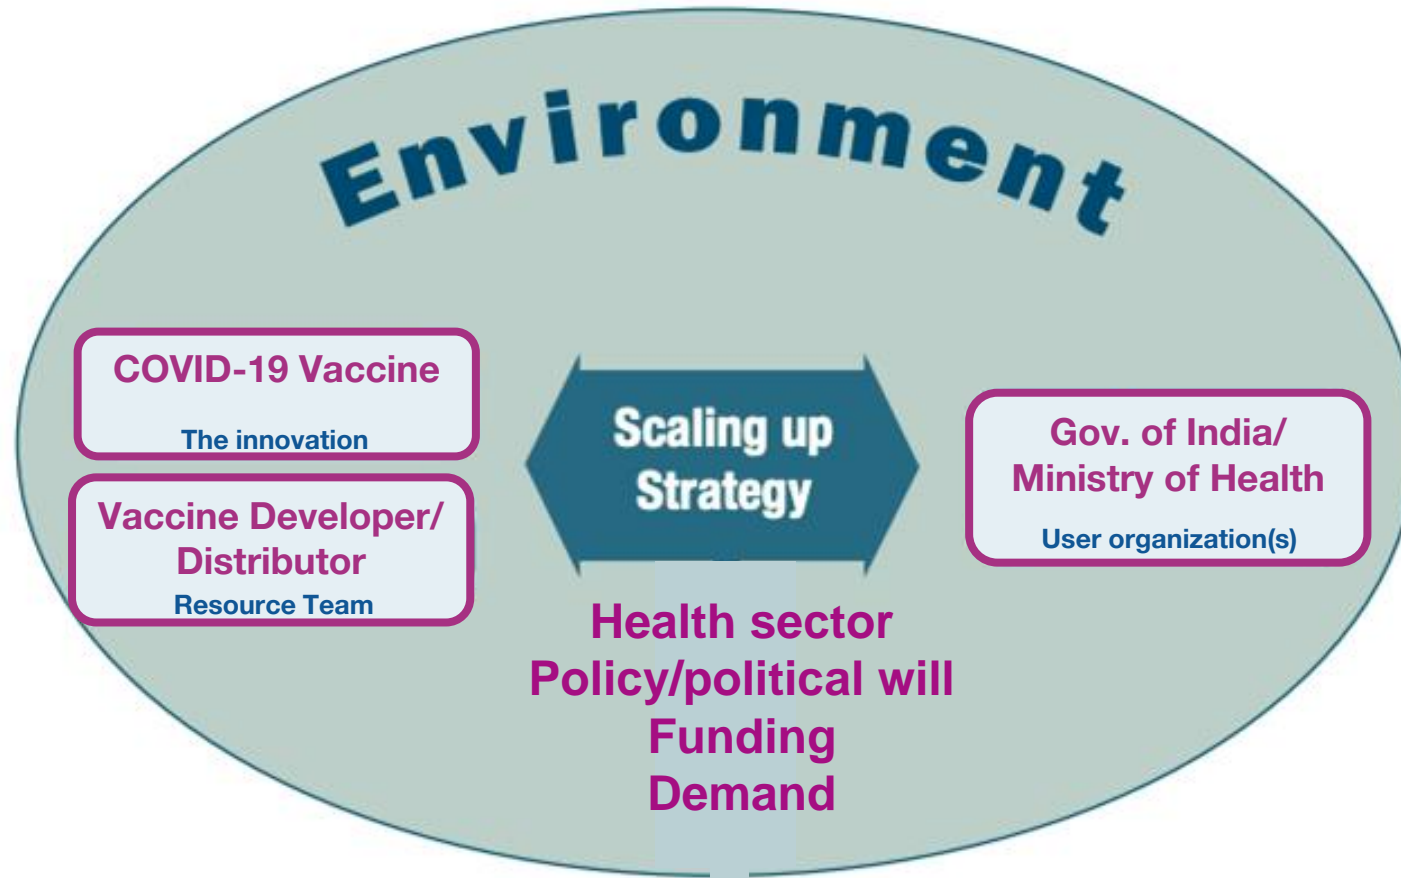 Environment
COVID-19 Vaccine
The innovation
Vaccine Developer/
Distributor
Resource Team
Scaling up
Strategy
Gov. of India/
Ministry of Health
User organization(s)
Health sector
Policy/political will
Funding
Demand